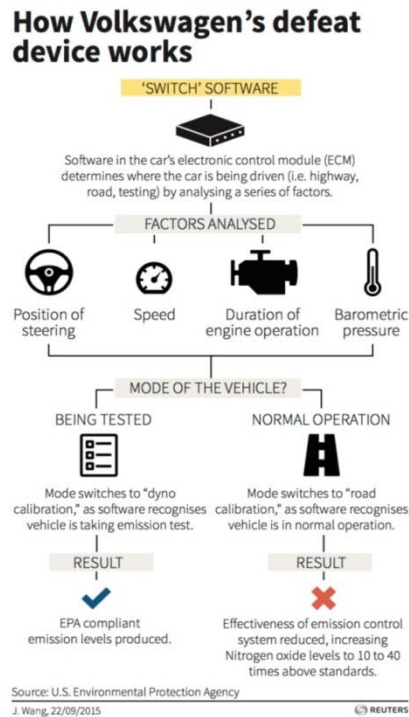 How Volkswagen's defeat
device works
'SWITCH' SOFTWARE
Software in the car's electronic control module (ECM)
determines where the car is being driven (i.e. highway,
road, testing) by analysing a series of factors.
FACTORS ANALYSED
Position of
steering
Speed
Duration of
engine operation
Barometric
pressure
MODE OF THE VEHICLE?
BEING TESTED
Mode switches to "dyno
calibration," as software recognises
vehicle is taking emission test.
RESULT
EPA compliant
emission levels produced.
NORMAL OPERATION
Mode switches to "road
calibration," as software recognises
vehicle is in normal operation.
RESULT
Effectiveness of emission control
system reduced, increasing
Nitrogen oxide levels to 10 to 40
times above standards.
Source: U.S. Environmental Protection Agency
J. Wang, 22/09/2015
REUTERS